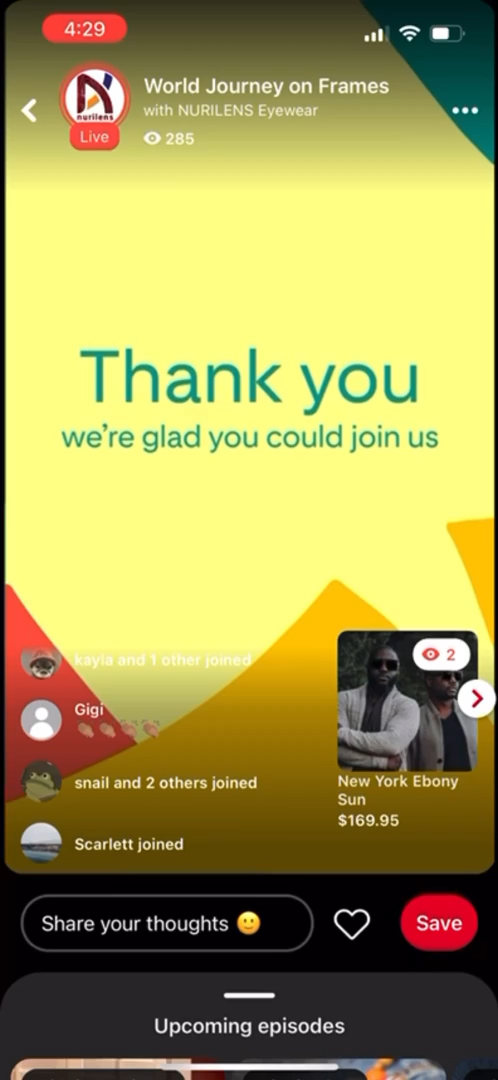 4:29
World Journey on Frames
nurilens
with NURILENS Eyewear
Live
285
Thank you
we're glad you could join us
kayla and 1 other joined
2
Gigi
👏🏼👏🏼👏🏼👏🏼
snail and 2 others joined
New York Ebony
Sun
$169.95
Scarlett joined
Share your thoughts 🙂
Save
Upcoming episodes